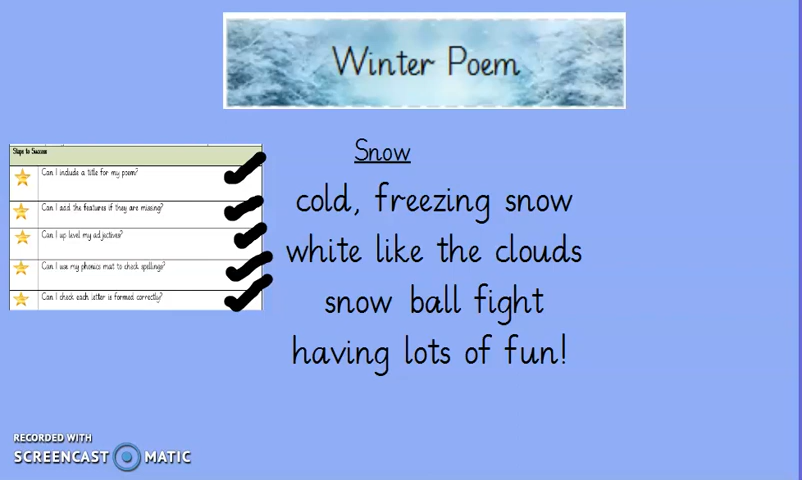 Winter Poem
Steps to Success
Can I include a title for my poem?
Can I add the features if they are missing?
Can I up level my adjectives?
Can I use my phonics mat to check spellings?
Can I check each letter is formed correctly?
Snow
cold, freezing snow
white like the clouds
snow ball fight
having lots of fun!
RECORDED WITH
SCREENCAST MATIC